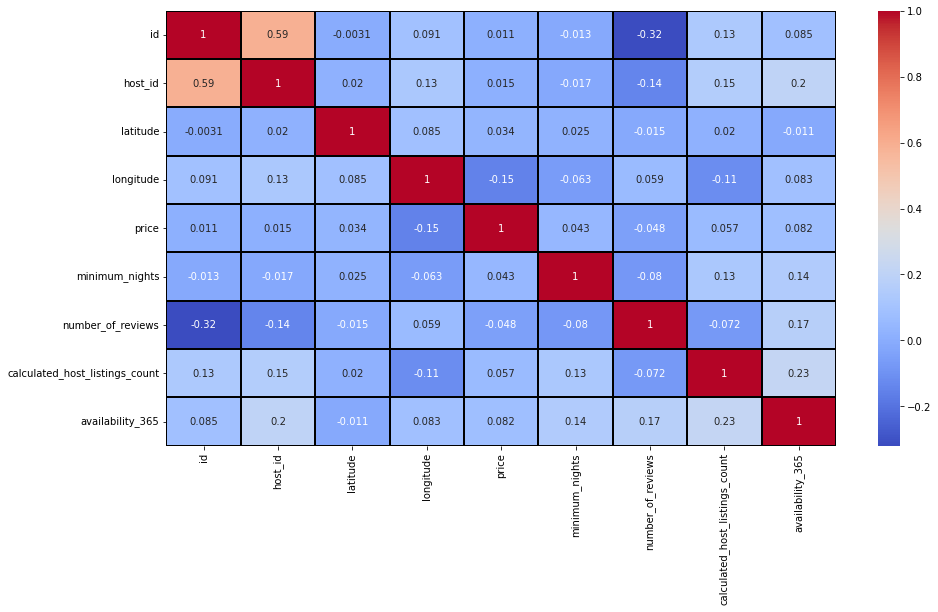 id 1 0.59 -0.0031 0.091 0.011 -0.013 -0.32 0.13 0.085
host_id 0.59 1 0.02 0.13 0.015 -0.017 -0.14 0.15 0.2
latitude -0.0031 0.02 1 0.085 0.034 0.025 -0.015 0.02 -0.011
longitude 0.091 0.13 0.085 1 -0.15 -0.063 0.059 -0.11 0.083
price 0.011 0.015 0.034 -0.15 1 0.043 -0.048 0.057 0.082
minimum_nights -0.013 -0.017 0.025 -0.063 0.043 1 -0.08 0.13 0.14
number_of_reviews -0.32 -0.14 -0.015 0.059 -0.048 -0.08 1 -0.072 0.17
calculated_host_listings_count 0.13 0.15 0.02 -0.11 0.057 0.13 -0.072 1 0.23
availability_365 0.085 0.2 -0.011 0.083 0.082 0.14 0.17 0.23 1
id
host_id
latitude
longitude
price
minimum_nights
number_of_reviews
calculated_host_listings_count
availability_365
1.0
0.8
0.6
0.4
0.2
0.0
−0.2